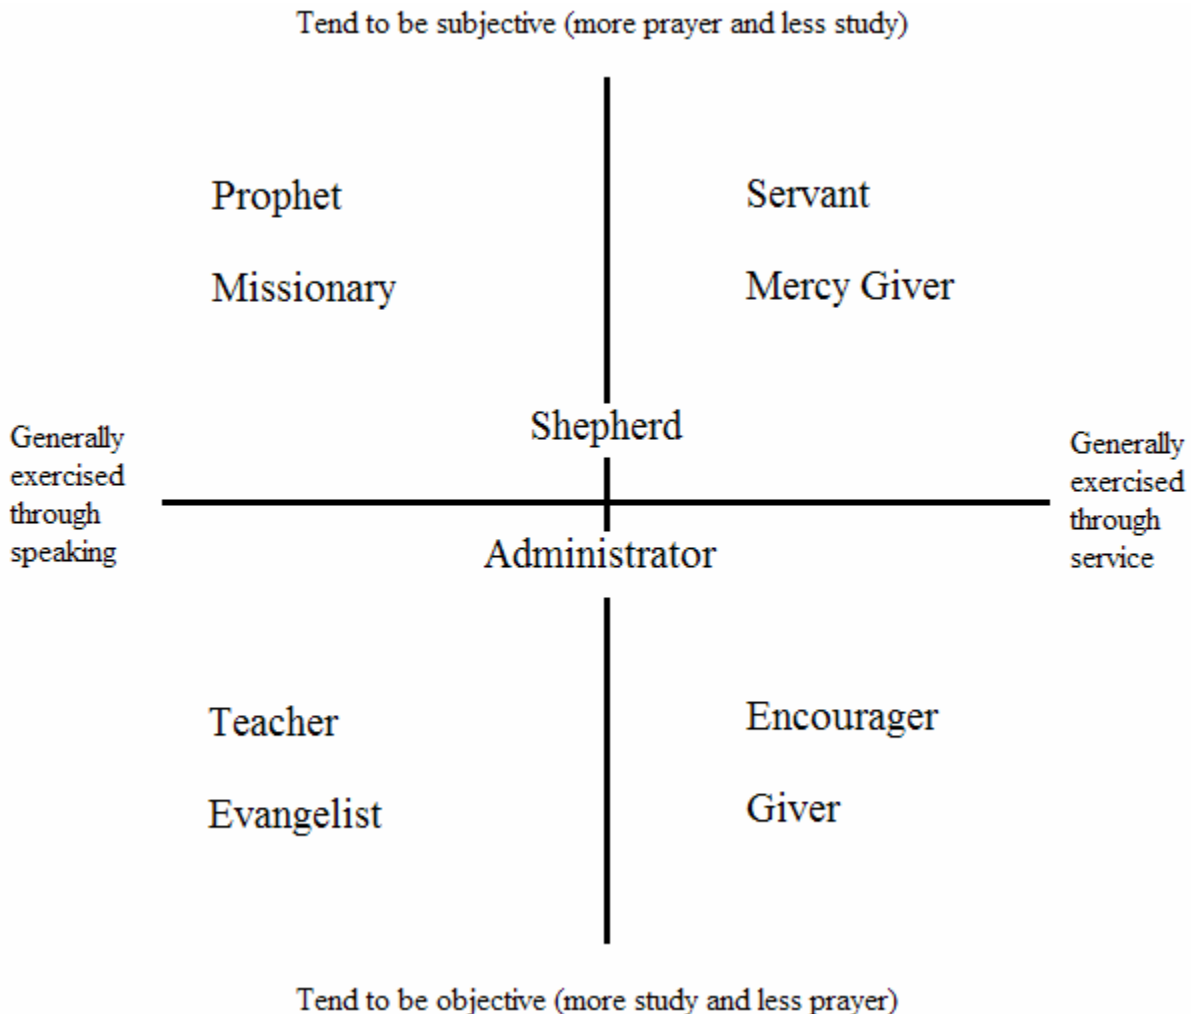 Tend to be subjective (more prayer and less study)
Prophet
Servant
Missionary
Mercy Giver
Shepherd
Generally
exercised
through
speaking
Generally
exercised
through
service
Administrator
Teacher
Encourager
Evangelist
Giver
Tend to be objective (more study and less prayer)